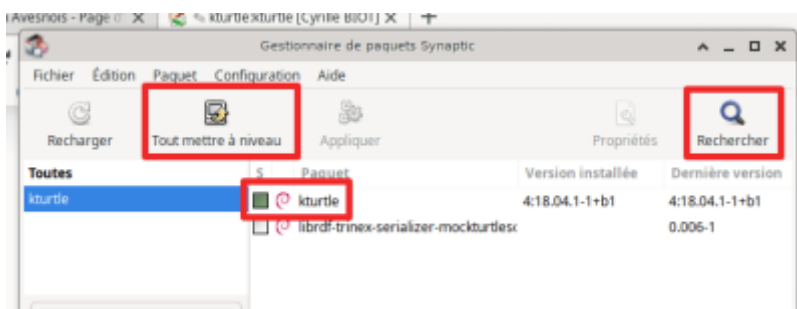 Avesnois - Page d
kturtle:xturtle [Cyrille BIOT]
Gestionnaire de paquets Synaptic
Fichier Édition Paquet Configuration Aide
Recharger Tout mettre à niveau Appliquer Propriétés Rechercher
Toutes S Paquet Version installée Dernière version
kturtle kturtle 4:18.04.1-1+b1 4:18.04.1-1+b1
librdf-trinex-serializer-mockturtlesc 0.006-1